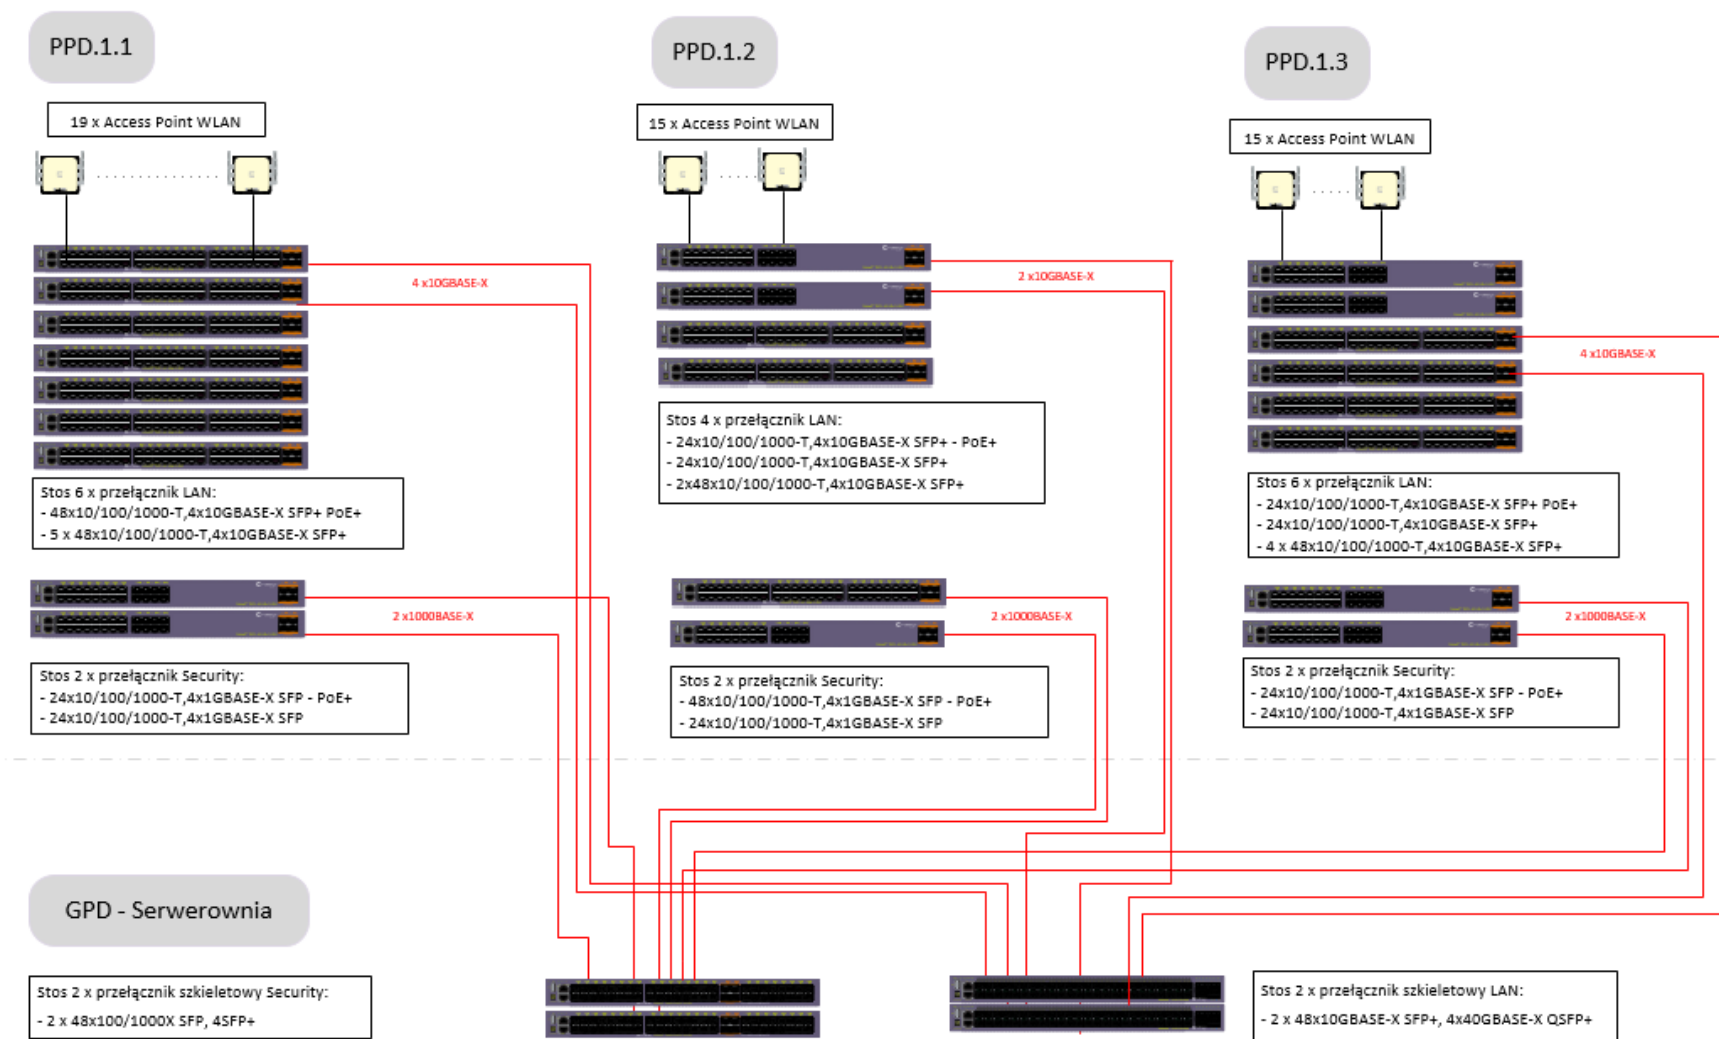 PPD.1.1
PPD.1.2
PPD.1.3
19 x Access Point WLAN
15 x Access Point WLAN
15 x Access Point WLAN
4 x10GBASE-X
2 x10GBASE-X
4 x10GBASE-X
Stos 6 x przełącznik LAN:
- 48x10/100/1000-T,4x10GBASE-X SFP+ PoE+
- 5 x 48x10/100/1000-T,4x10GBASE-X SFP+
Stos 4 x przełącznik LAN:
- 24x10/100/1000-T,4x10GBASE-X SFP+ - PoE+
- 24x10/100/1000-T,4x10GBASE-X SFP+
- 2x48x10/100/1000-T,4x10GBASE-X SFP+
Stos 6 x przełącznik LAN:
- 24x10/100/1000-T,4x10GBASE-X SFP+ PoE+
- 24x10/100/1000-T,4x10GBASE-X SFP+
- 4 x 48x10/100/1000-T,4x10GBASE-X SFP+
2 x1000BASE-X
2 x1000BASE-X
2 x1000BASE-X
Stos 2 x przełącznik Security:
- 24x10/100/1000-T,4x1GBASE-X SFP - PoE+
- 24x10/100/1000-T,4x1GBASE-X SFP
Stos 2 x przełącznik Security:
- 48x10/100/1000-T,4x1GBASE-X SFP - PoE+
- 24x10/100/1000-T,4x1GBASE-X SFP
Stos 2 x przełącznik Security:
- 24x10/100/1000-T,4x1GBASE-X SFP - PoE+
- 24x10/100/1000-T,4x1GBASE-X SFP
GPD - Serwerownia
Stos 2 x przełącznik szkieletowy Security:
- 2 x 48x100/1000X SFP, 4SFP+
Stos 2 x przełącznik szkieletowy LAN:
- 2 x 48x10GBASE-X SFP+, 4x40GBASE-X QSFP+